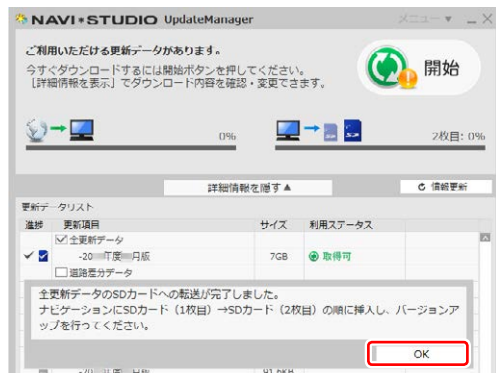 NAVI*STUDIO UpdateManager
メニュー ▼ _ X
ご利用いただける更新データがあります。
今すぐダウンロードするには開始ボタンを押してください。
[詳細情報を表示]でダウンロード内容を確認・変更できます。
開始
0%
2枚目: 0%
詳細情報を隠す▲
情報更新
更新データリスト
進捗 更新項目 サイズ 利用ステータス
全更新データ
-20 年度 月版 7GB 取得可
道路差分データ
全更新データのSDカードへの転送が完了しました。
ナビゲーションにSDカード（1枚目）→SDカード（2枚目）の順に挿入し、バージョンア
ップを行ってください。
OK